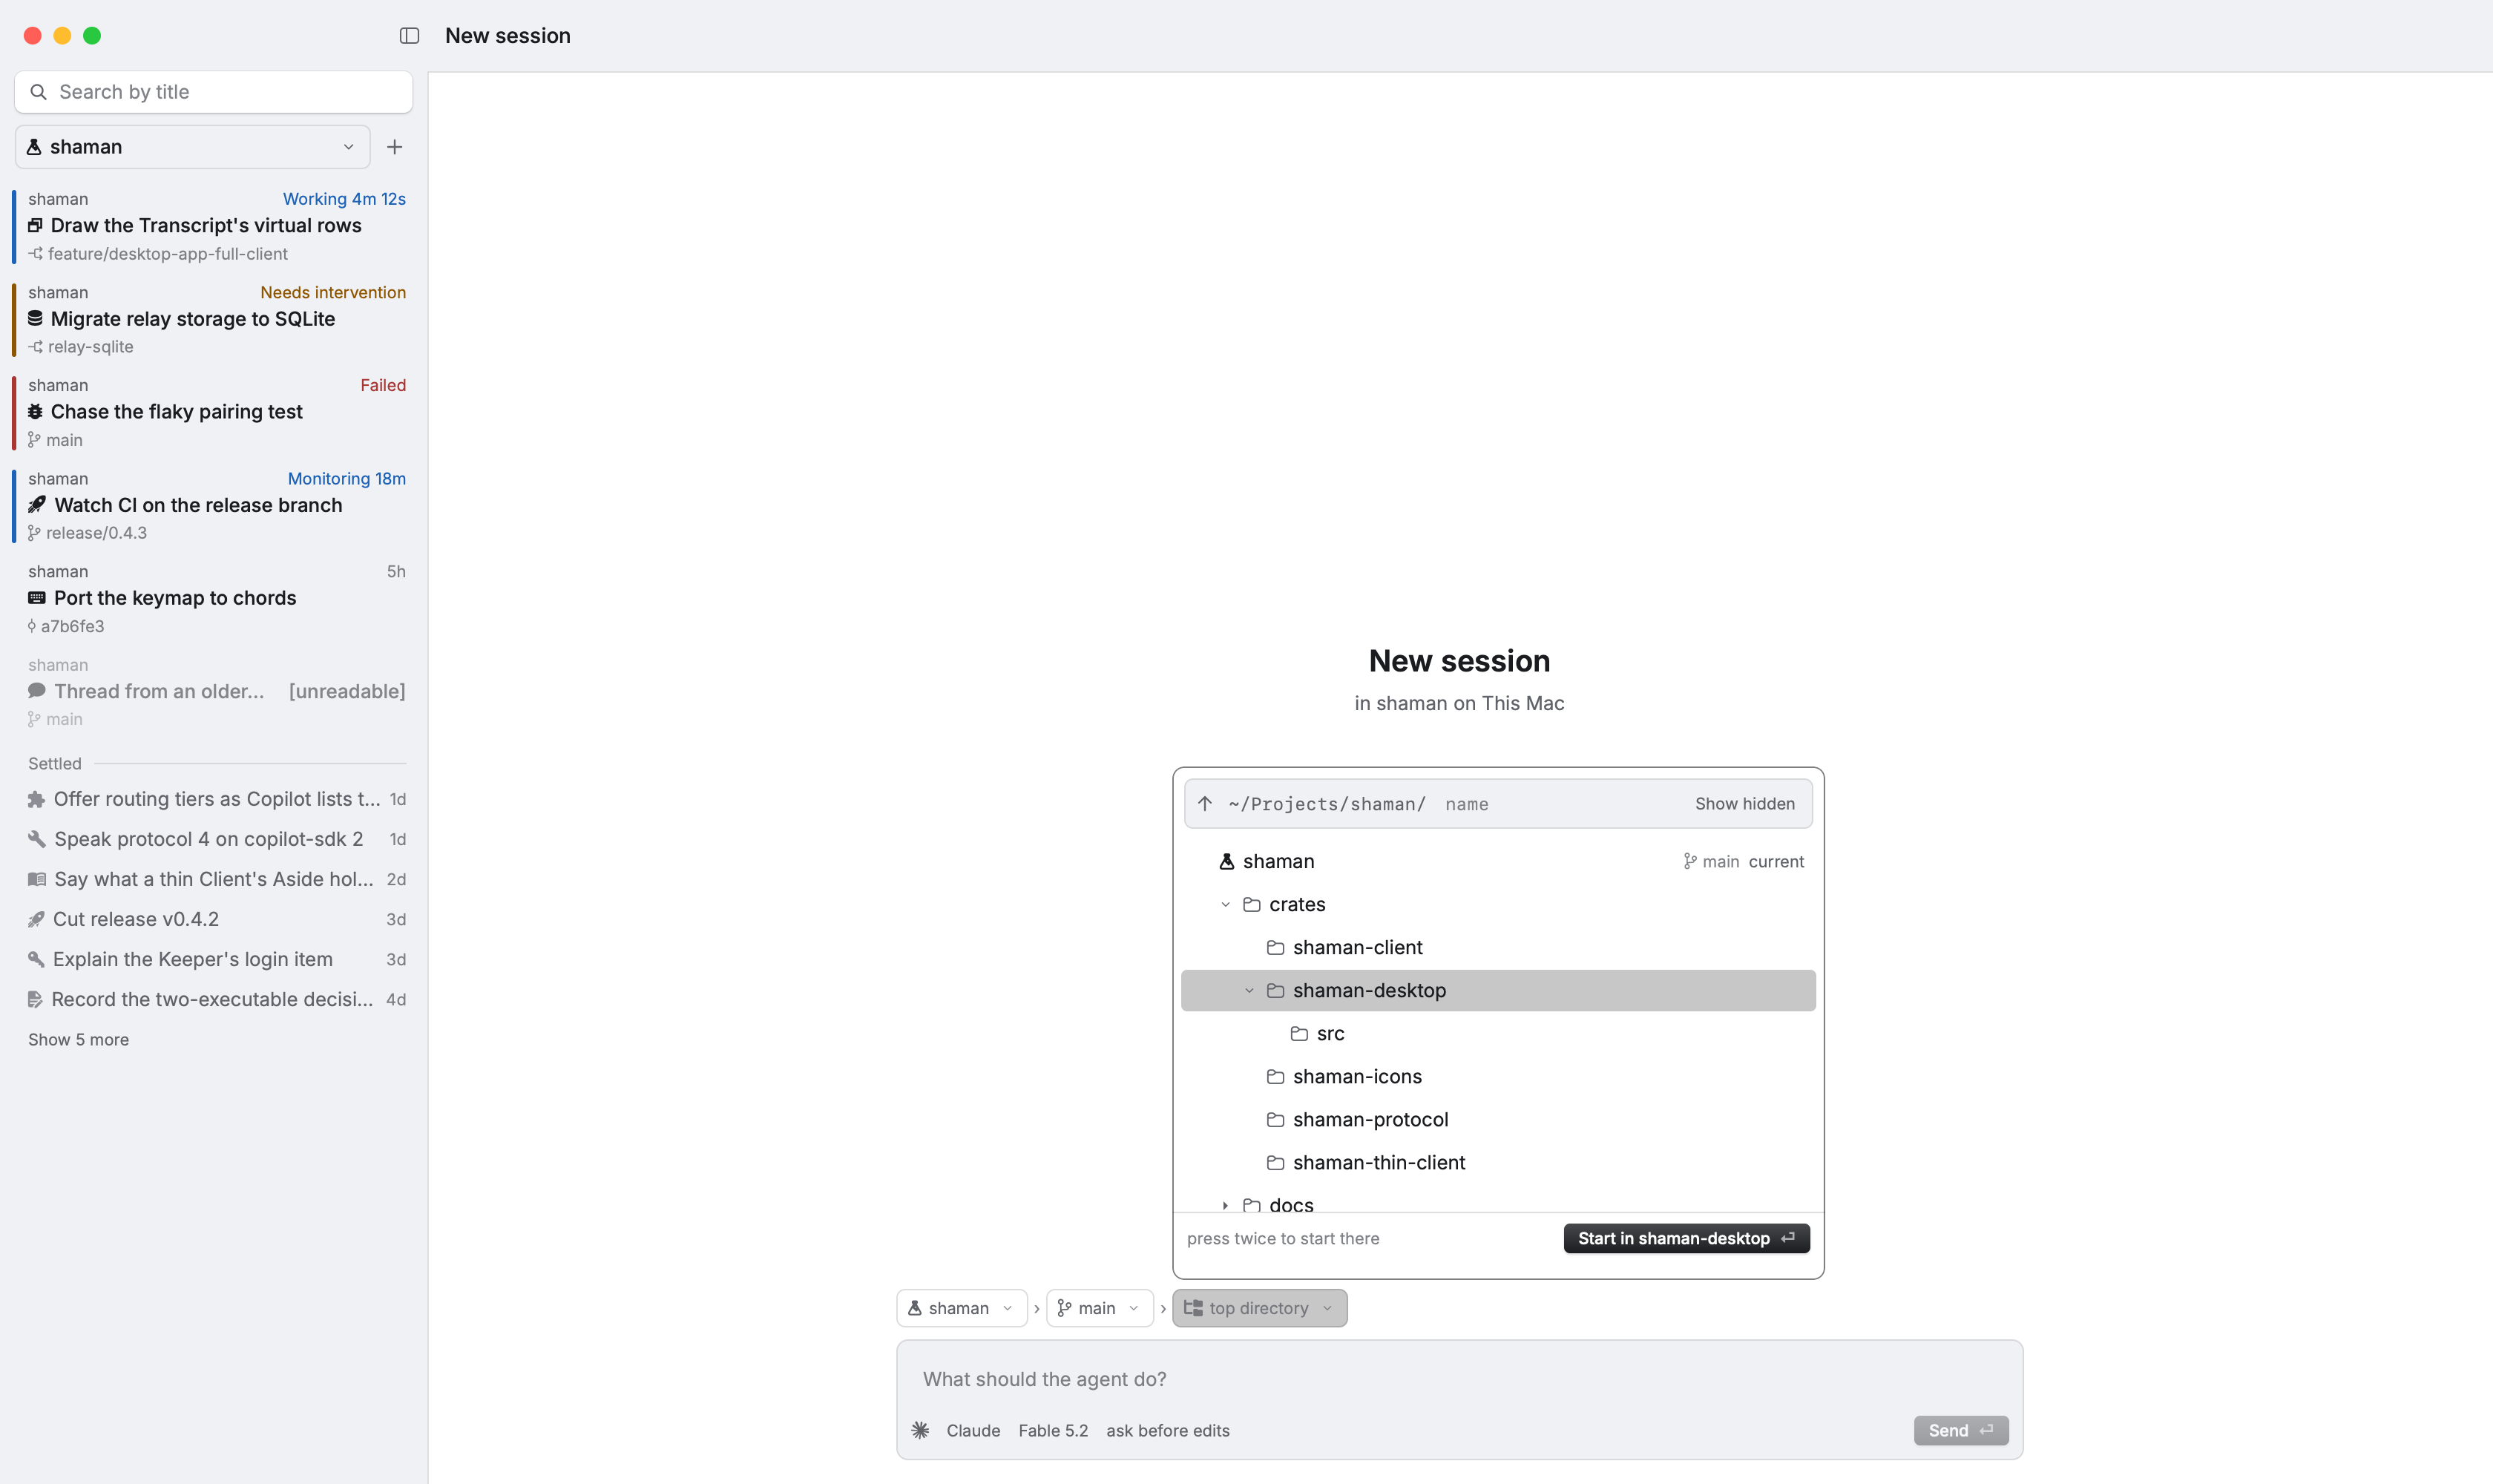 New session
Search by title
shaman
shaman Working 4m 12s
Draw the Transcript's virtual rows
feature/desktop-app-full-client
shaman Needs intervention
Migrate relay storage to SQLite
relay-sqlite
shaman Failed
Chase the flaky pairing test
main
shaman Monitoring 18m
Watch CI on the release branch
release/0.4.3
shaman 5h
Port the keymap to chords
a7b6fe3
shaman
Thread from an older... [unreadable]
main
Settled
Offer routing tiers as Copilot lists t... 1d
Speak protocol 4 on copilot-sdk 2 1d
Say what a thin Client's Aside hol... 2d
Cut release v0.4.2 3d
Explain the Keeper's login item 3d
Record the two-executable decisi... 4d
Show 5 more
New session
in shaman on This Mac
~/Projects/shaman/ name Show hidden
shaman main current
crates
shaman-client
shaman-desktop
src
shaman-icons
shaman-protocol
shaman-thin-client
docs
press twice to start there Start in shaman-desktop
shaman › main › top directory
What should the agent do?
Claude Fable 5.2 ask before edits Send